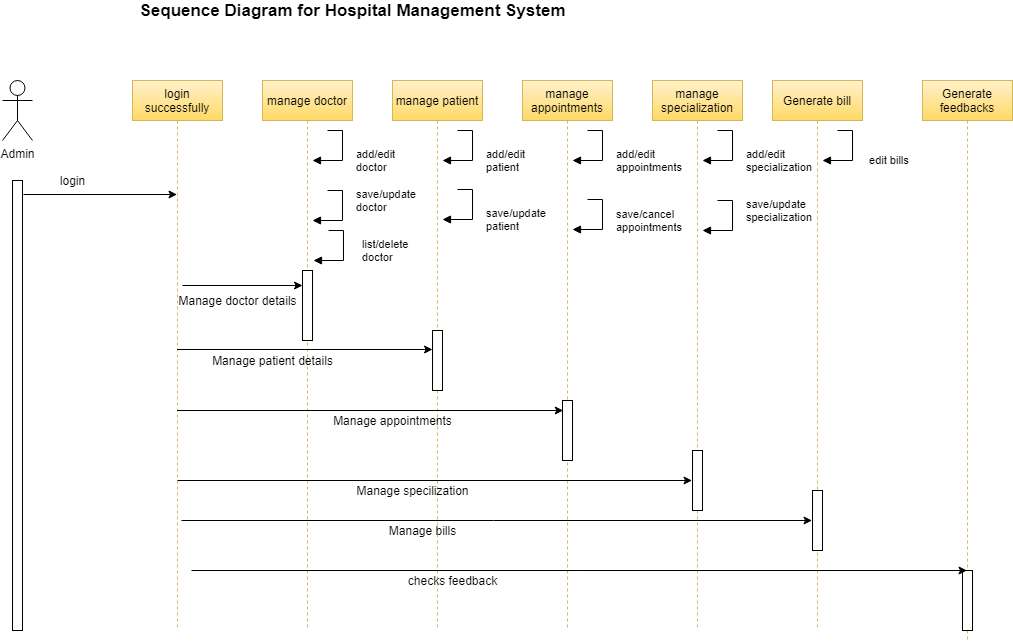 Sequence Diagram for Hospital Management System
login
successfully
manage doctor
manage patient
manage
appointments
manage
specialization
Generate bill
Generate
feedbacks
Admin
add/edit
doctor
add/edit
patient
add/edit
appointments
add/edit
specialization
edit bills
login
save/update
doctor
save/update
patient
save/cancel
appointments
save/update
specialization
list/delete
doctor
Manage doctor details
Manage patient details
Manage appointments
Manage specilization
Manage bills
checks feedback